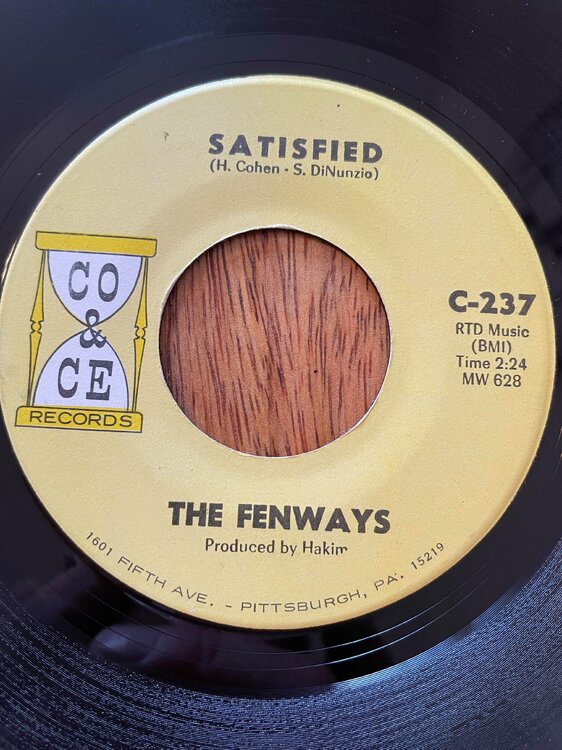 SATISFIED
(H. Cohen - S. DiNunzio)
CO
&
CE
RECORDS
C-237
RTD Music
(BMI)
Time 2:24
MW 628
THE FENWAYS
Produced by Hakim
1601 FIFTH AVE. - PITTSBURGH, PA. 15219